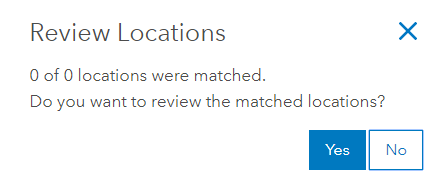 Review Locations
0 of 0 locations were matched.
Do you want to review the matched locations?
Yes No